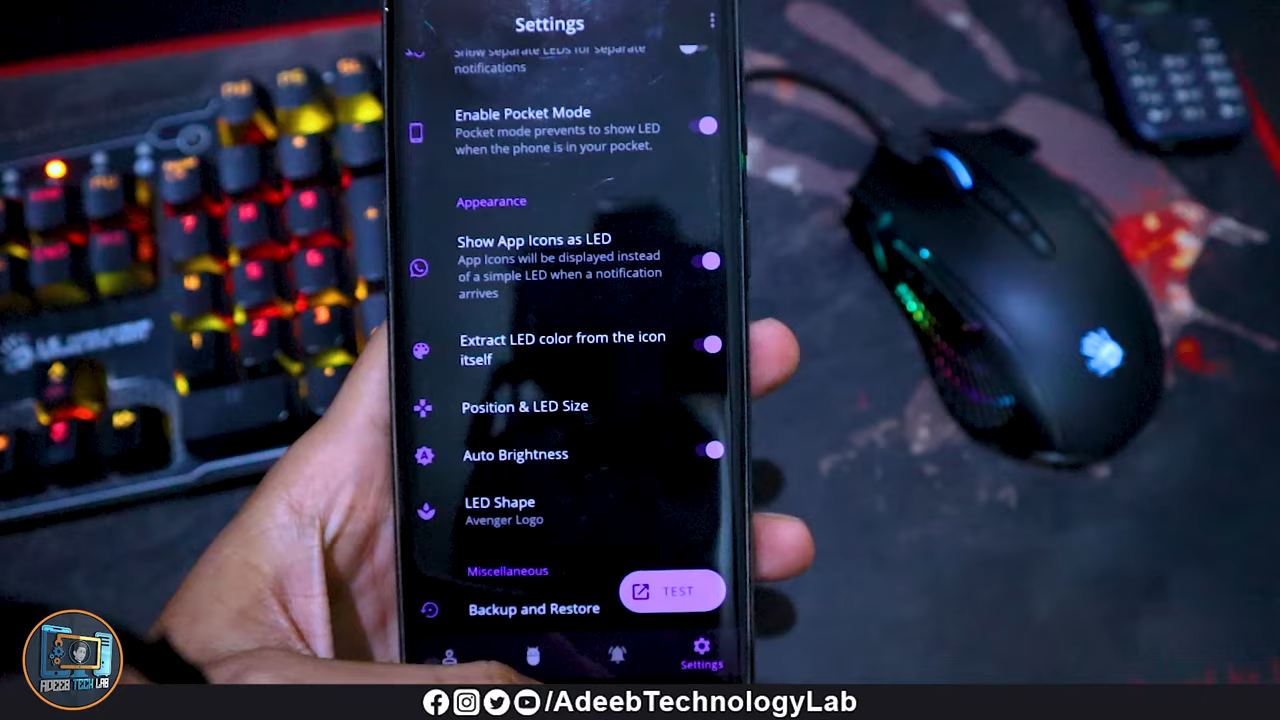 Settings
Show separate LEDs for separate
notifications
Enable Pocket Mode
Pocket mode prevents to show LED
when the phone is in your pocket.
Appearance
Show App Icons as LED
App Icons will be displayed instead
of a simple LED when a notification
arrives
Extract LED color from the icon
itself
Position & LED Size
Auto Brightness
LED Shape
Avenger Logo
Miscellaneous
TEST
Backup and Restore
Settings
ADEEB TECH LAB
/AdeebTechnologyLab